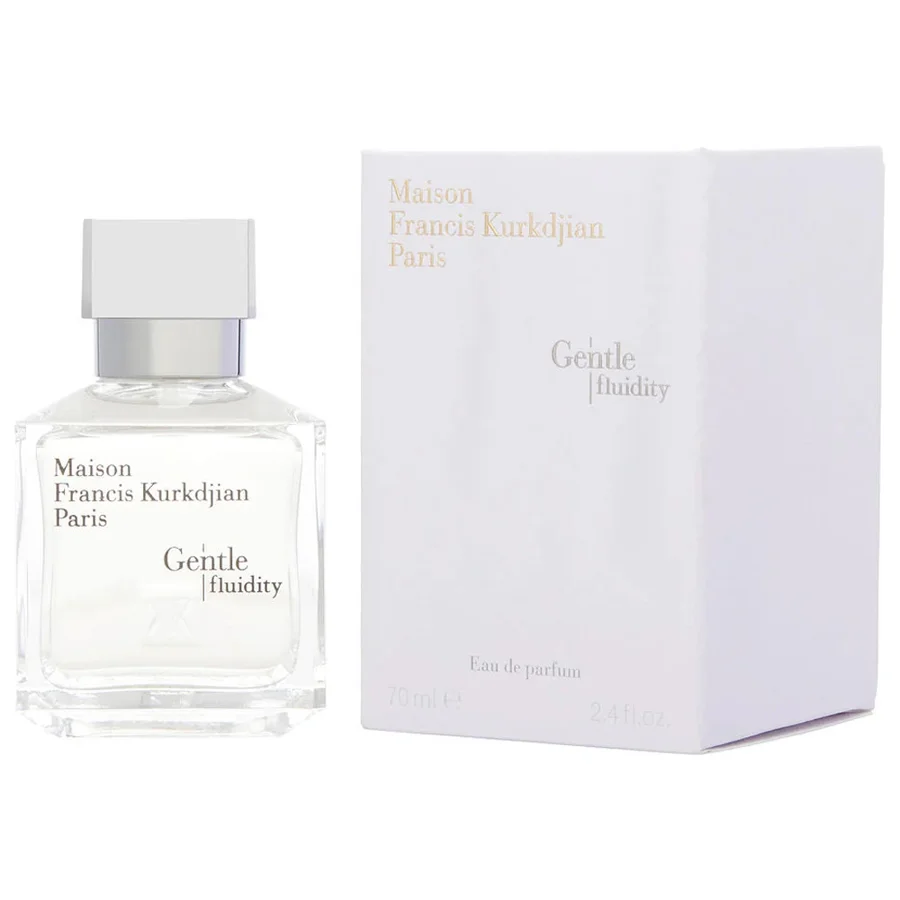 Maison
Francis Kurkdjian
Paris
Gentle
fluidity
Maison
Francis Kurkdjian
Paris
Gentle
fluidity
Eau de parfum
70 ml ℮
2.4 fl.oz.